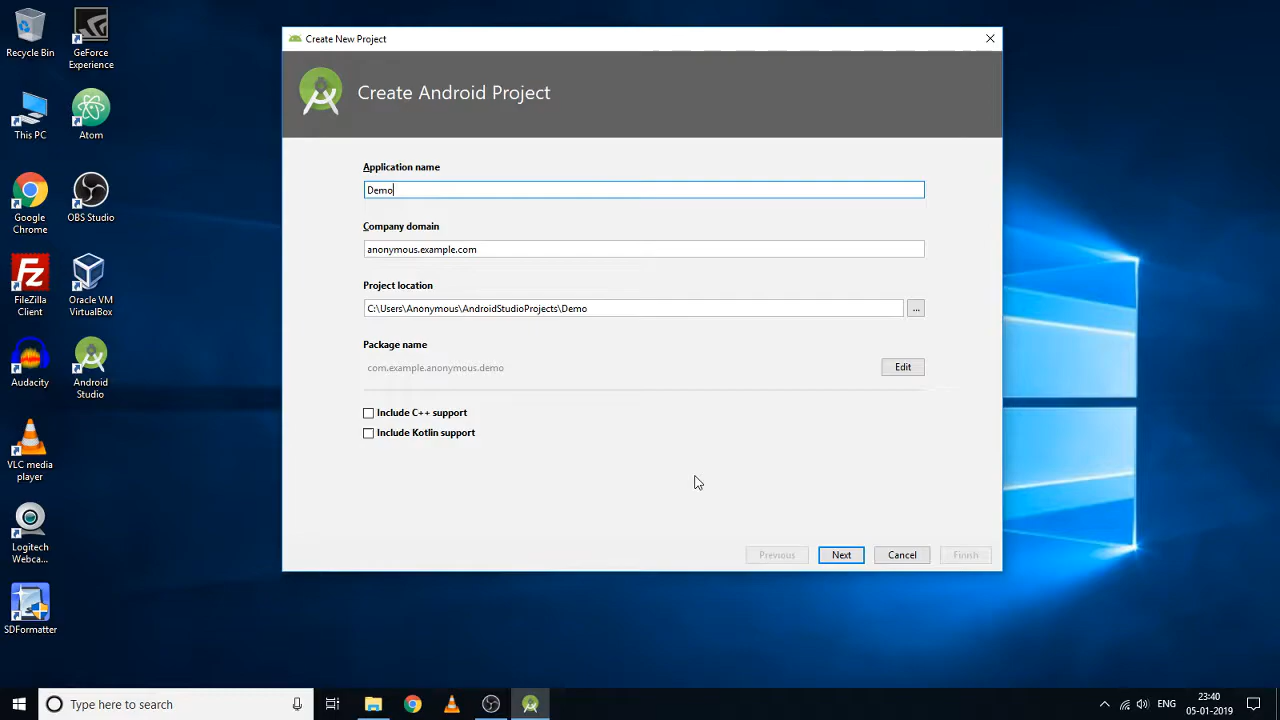 Recycle Bin
GeForce
Experience
This PC
Atom
Google
Chrome
OBS Studio
FileZilla
Client
Oracle VM
VirtualBox
Audacity
Android
Studio
VLC media
player
Logitech
Webca...
SDFormatter
Create New Project
Create Android Project
Application name
Demo
Company domain
anonymous.example.com
Project location
C:\Users\Anonymous\AndroidStudioProjects\Demo
...
Package name
com.example.anonymous.demo
Edit
Include C++ support
Include Kotlin support
Previous
Next
Cancel
Finish
Type here to search
ENG
23:40
05-01-2019